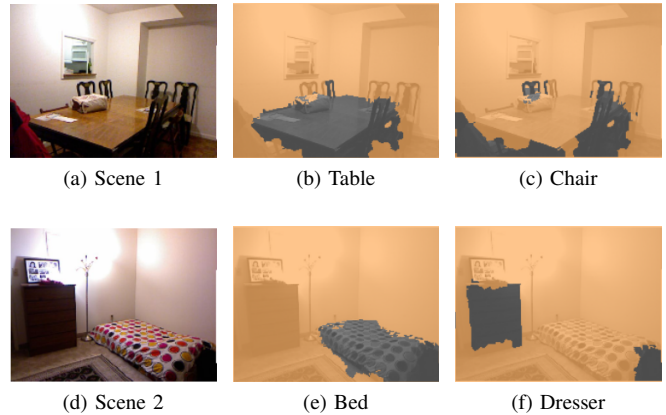 (a) Scene 1
(b) Table
(c) Chair
(d) Scene 2
(e) Bed
(f) Dresser